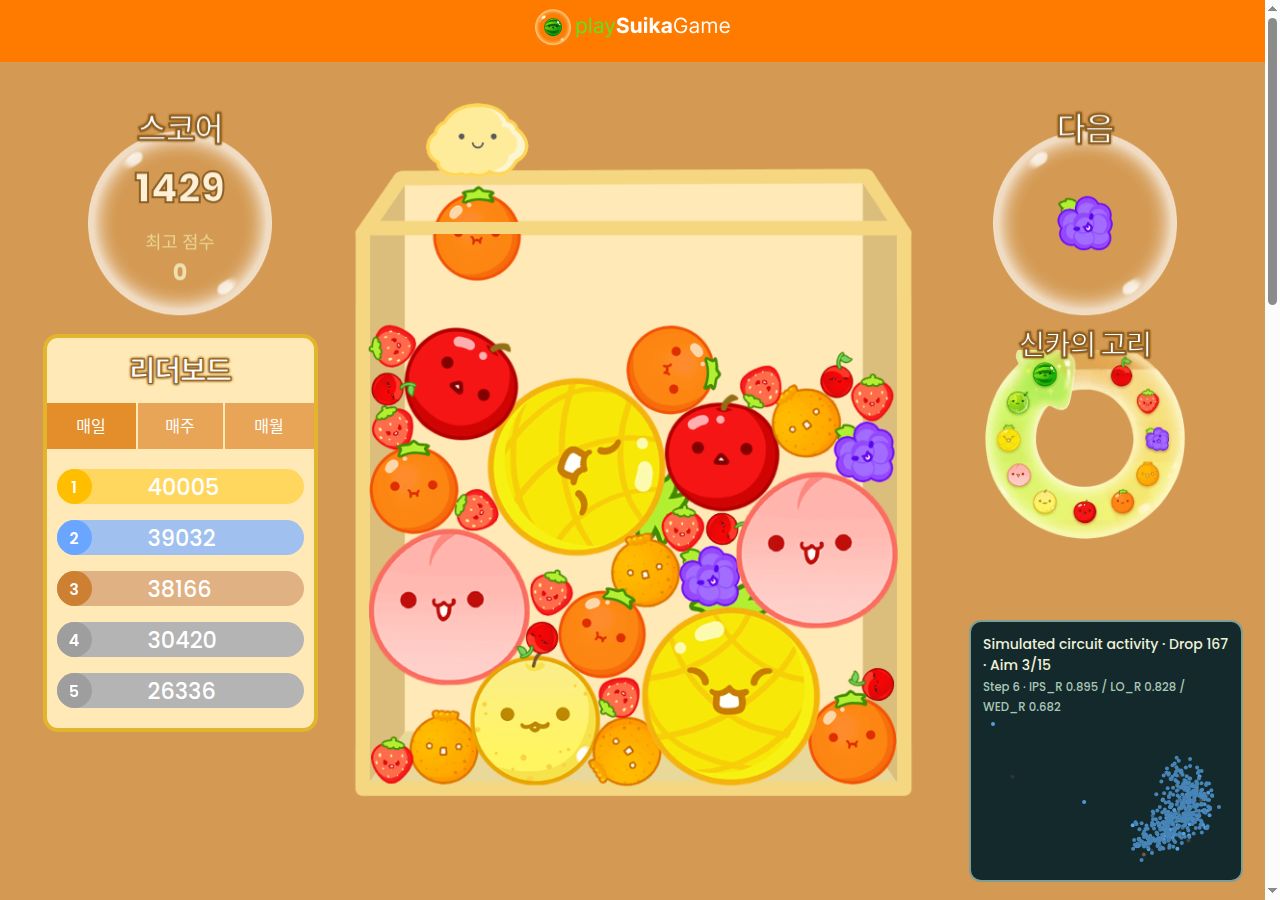 playSuikaGame
스코어
1429
최고 점수
0
리더보드
매일 매주 매월
1 40005
2 39032
3 38166
4 30420
5 26336
다음
신카의 고리
Simulated circuit activity · Drop 167
· Aim 3/15
Step 6 · IPS_R 0.895 / LO_R 0.828 /
WED_R 0.682